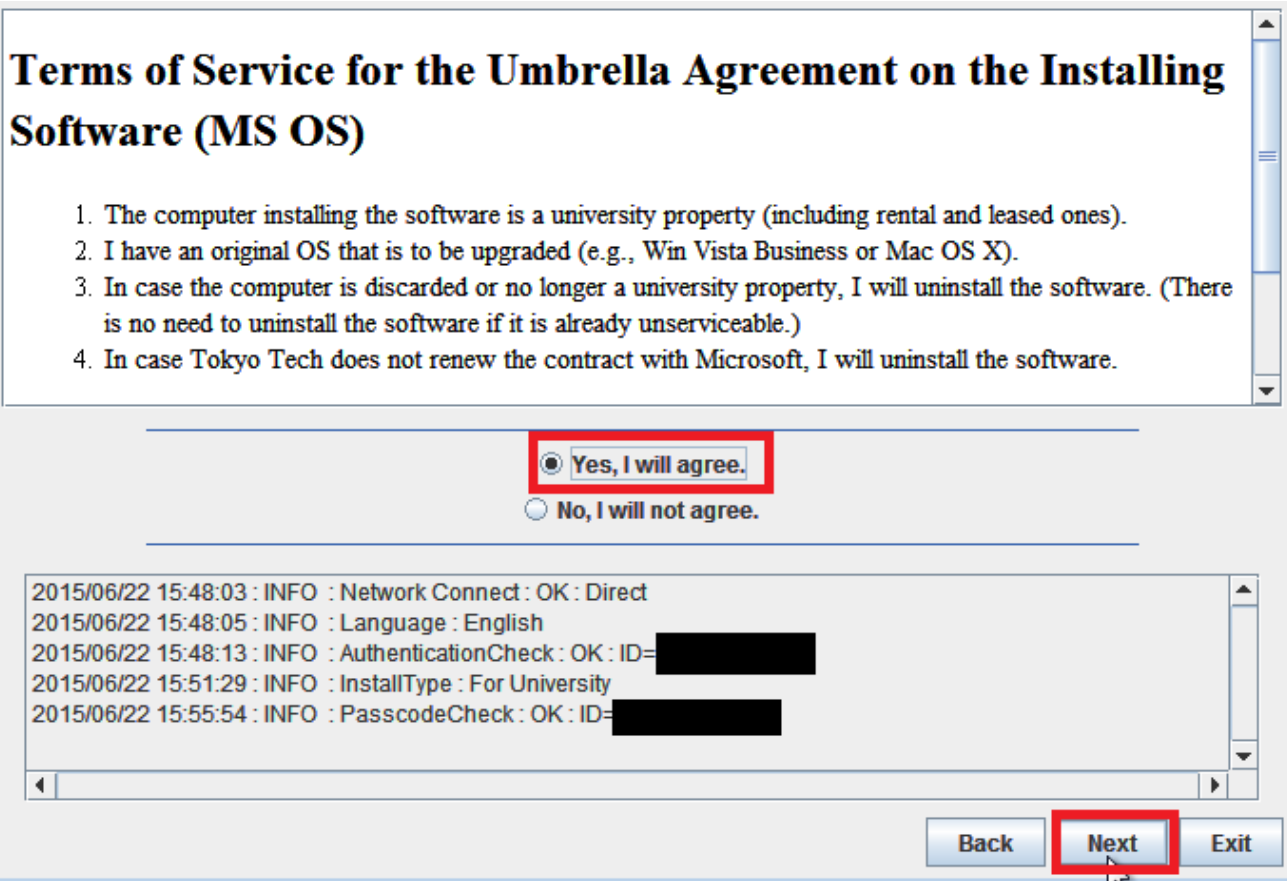 Terms of Service for the Umbrella Agreement on the Installing
Software (MS OS)
1. The computer installing the software is a university property (including rental and leased ones).
2. I have an original OS that is to be upgraded (e.g., Win Vista Business or Mac OS X).
3. In case the computer is discarded or no longer a university property, I will uninstall the software. (There
is no need to uninstall the software if it is already unserviceable.)
4. In case Tokyo Tech does not renew the contract with Microsoft, I will uninstall the software.
Yes, I will agree.
No, I will not agree.
2015/06/22 15:48:03 : INFO : Network Connect : OK : Direct
2015/06/22 15:48:05 : INFO : Language : English
2015/06/22 15:48:13 : INFO : AuthenticationCheck : OK : ID=
2015/06/22 15:51:29 : INFO : InstallType : For University
2015/06/22 15:55:54 : INFO : PasscodeCheck : OK : ID=
Back Next Exit